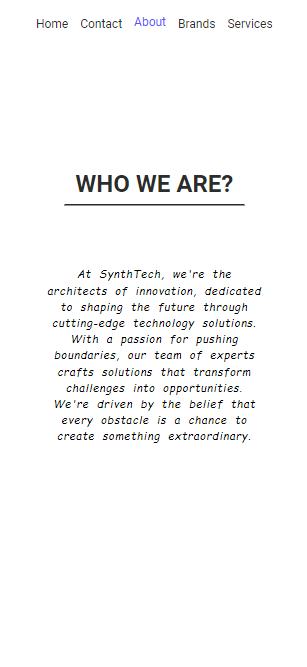 Home Contact About Brands Services
WHO WE ARE?
At SynthTech, we're the
architects of innovation, dedicated
to shaping the future through
cutting-edge technology solutions.
With a passion for pushing
boundaries, our team of experts
crafts solutions that transform
challenges into opportunities.
We're driven by the belief that
every obstacle is a chance to
create something extraordinary.